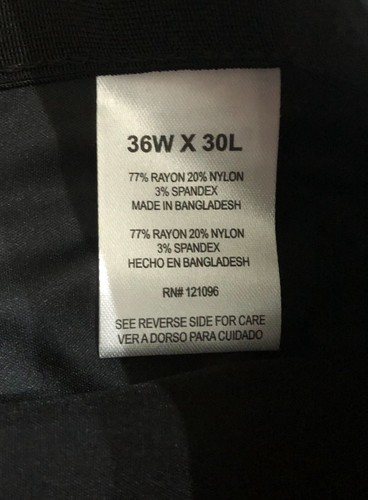 36W X 30L
77% RAYON 20% NYLON
3% SPANDEX
MADE IN BANGLADESH
77% RAYON 20% NYLON
3% SPANDEX
HECHO EN BANGLADESH
RN# 121096
SEE REVERSE SIDE FOR CARE
VER A DORSO PARA CUIDADO